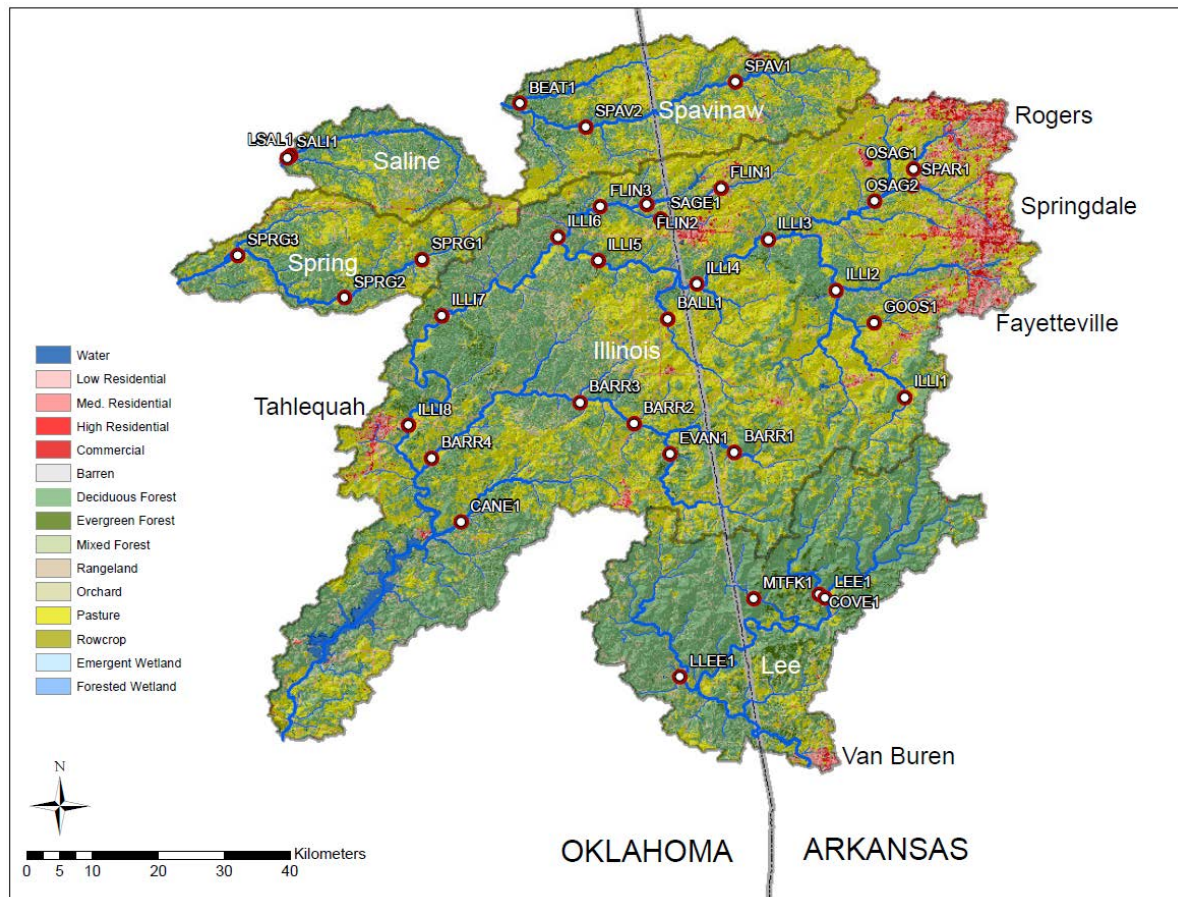 SPAV1
BEAT1
Spavinaw
SPAV2
Rogers
LSAL1
SALI1
OSAG1
Saline
SPAR1
FLIN1
OSAG2
FLIN3
SAGE1
Springdale
FLIN2
ILLI6
ILLI3
SPRG3
SPRG1
ILLI5
Spring
ILLI4
ILLI2
SPRG2
ILLI7
BALL1
GOOS1
Fayetteville
Illinois
Water
Low Residential
Med. Residential
High Residential
Commercial
Barren
Deciduous Forest
Evergreen Forest
Mixed Forest
Rangeland
Orchard
Pasture
Rowcrop
Emergent Wetland
Forested Wetland
BARR3
ILLI1
Tahlequah
ILLI8
BARR2
BARR4
EVAN1
BARR1
CANE1
MTFK1
LEE1
COVE1
LLEE1
Lee
Van Buren
N
Kilometers
0 5 10 20 30 40
OKLAHOMA
ARKANSAS